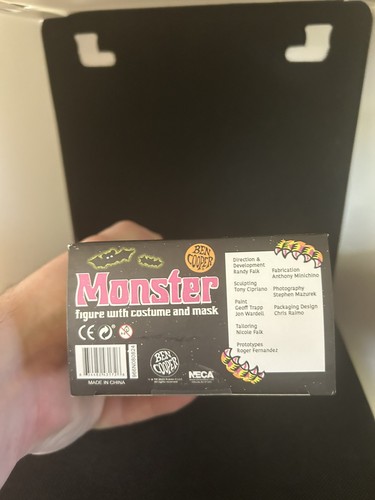 BEN
COOPER
Monster
figure with costume and mask
Direction &
Development
Randy Falk
Sculpting
Tony Cipriano
Paint
Geoff Trapp
Jon Wardell
Tailoring
Nicole Falk
Prototypes
Roger Fernandez
Fabrication
Anthony Minichino
Photography
Stephen Mazurek
Packaging Design
Chris Raimo
CE
MADE IN CHINA
BEN
COOPER
NECA